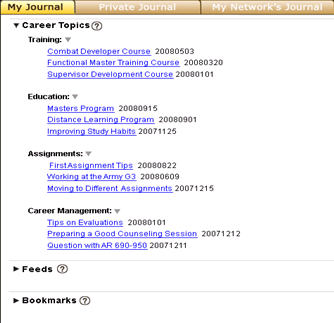 My Journal
Private Journal
My Network's Journal
Career Topics ?
Training:
Combat Developer Course 20080503
Functional Master Training Course 20080320
Supervisor Development Course 20080101
Education:
Masters Program 20080915
Distance Learning Program 20080901
Improving Study Habits 20071125
Assignments:
First Assignment Tips 20080822
Working at the Army G3 20080609
Moving to Different Assignments 20071215
Career Management:
Tips on Evaluations 20080101
Preparing a Good Counseling Session 20071212
Question with AR 690-950 20071211
Feeds ?
Bookmarks ?